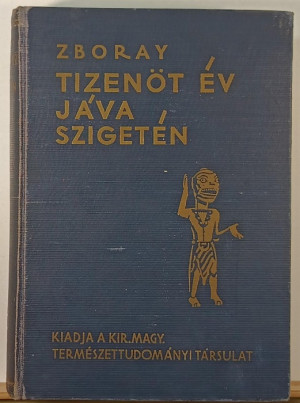 ZBORAY
TIZENÖT ÉV
JÁVA
SZIGETÉN
KIADJA A KIR. MAGY.
TERMÉSZETTUDOMÁNYI TÁRSULAT